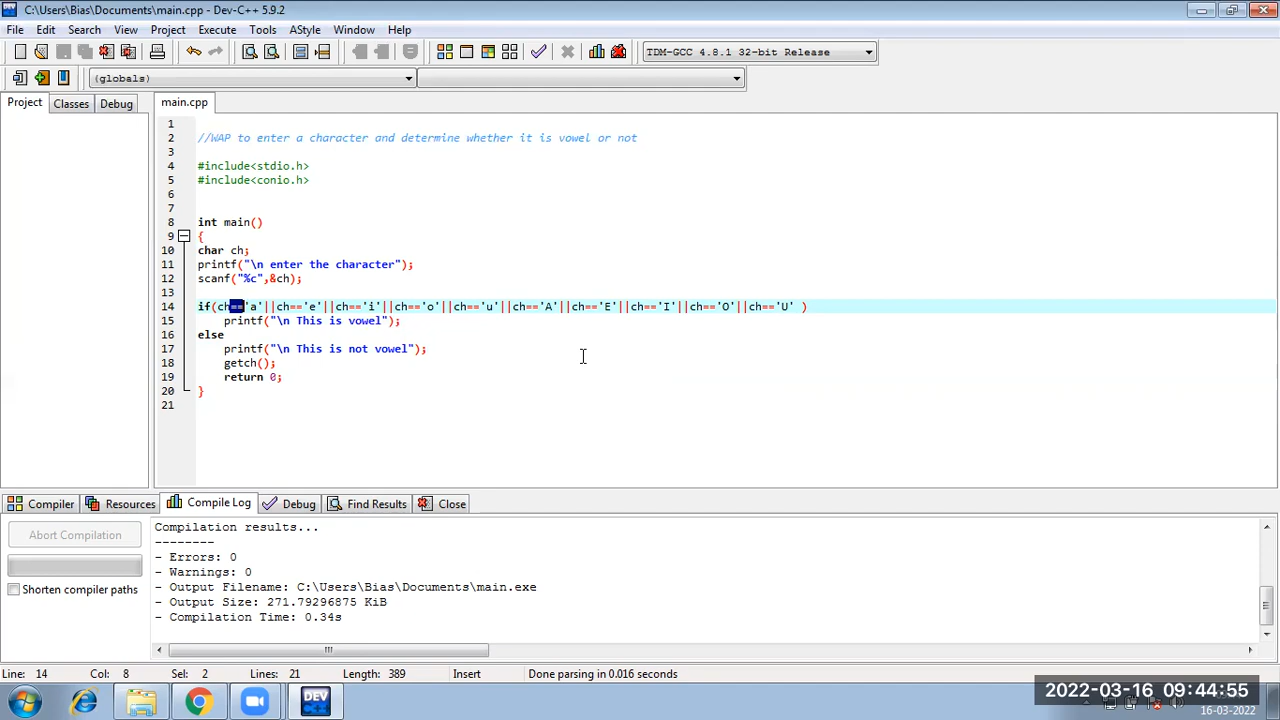 C:\Users\Bias\Documents\main.cpp - Dev-C++ 5.9.2
File Edit Search View Project Execute Tools AStyle Window Help
TDM-GCC 4.8.1 32-bit Release
(globals)
Project Classes Debug main.cpp
1
2 //WAP to enter a character and determine whether it is vowel or not
3
4 #include<stdio.h>
5 #include<conio.h>
6
7
8 int main()
9 {
10 char ch;
11 printf("\n enter the character");
12 scanf("%c",&ch);
13
14 if(ch=='a'||ch=='e'||ch=='i'||ch=='o'||ch=='u'||ch=='A'||ch=='E'||ch=='I'||ch=='O'||ch=='U' )
15 printf("\n This is vowel");
16 else
17 printf("\n This is not vowel");
18 getch();
19 return 0;
20 }
21
Compiler Resources Compile Log Debug Find Results Close
Abort Compilation
Shorten compiler paths
Compilation results...
--------
- Errors: 0
- Warnings: 0
- Output Filename: C:\Users\Bias\Documents\main.exe
- Output Size: 271.79296875 KiB
- Compilation Time: 0.34s
Line: 14 Col: 8 Sel: 2 Lines: 21 Length: 389 Insert Done parsing in 0.016 seconds
DEV
2022-03-16 09:44:55
16-03-2022